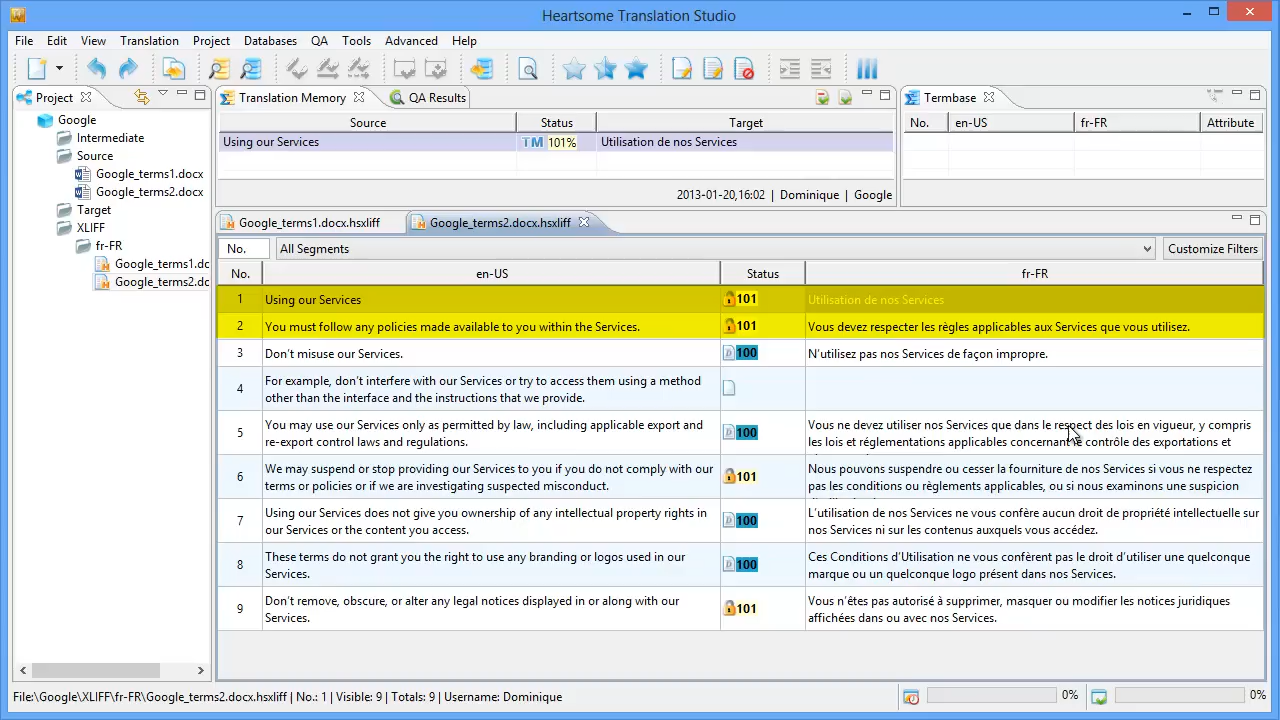 Heartsome Translation Studio
File Edit View Translation Project Databases QA Tools Advanced Help
Project
Google
Intermediate
Source
Google_terms1.docx
Google_terms2.docx
Target
XLIFF
fr-FR
Google_terms1.dc
Google_terms2.dc
Translation Memory QA Results
Source Status Target
Using our Services TM 101% Utilisation de nos Services
2013-01-20,16:02 | Dominique | Google
Termbase
No. en-US fr-FR Attribute
Google_terms1.docx.hsxliff Google_terms2.docx.hsxliff
No. All Segments Customize Filters
No. en-US Status fr-FR
1 Using our Services 101 Utilisation de nos Services
2 You must follow any policies made available to you within the Services. 101 Vous devez respecter les règles applicables aux Services que vous utilisez.
3 Don't misuse our Services. 100 N'utilisez pas nos Services de façon impropre.
4 For example, don't interfere with our Services or try to access them using a method
other than the interface and the instructions that we provide.
5 You may use our Services only as permitted by law, including applicable export and
re-export control laws and regulations.
100
Vous ne devez utiliser nos Services que dans le respect des lois en vigueur, y compris
les lois et réglementations applicables concernant contrôle des exportations et
6 We may suspend or stop providing our Services to you if you do not comply with our
terms or policies or if we are investigating suspected misconduct.
101
Nous pouvons suspendre ou cesser la fourniture de nos Services si vous ne respectez
pas les conditions ou règlements applicables, ou si nous examinons une suspicion
7 Using our Services does not give you ownership of any intellectual property rights in
our Services or the content you access.
100
L'utilisation de nos Services ne vous confère aucun droit de propriété intellectuelle sur
nos Services ni sur les contenus auxquels vous accédez.
8 These terms do not grant you the right to use any branding or logos used in our
Services.
100
Ces Conditions d'Utilisation ne vous confèrent pas le droit d'utiliser une quelconque
marque ou un quelconque logo présent dans nos Services.
9 Don't remove, obscure, or alter any legal notices displayed in or along with our
Services.
101
Vous n'êtes pas autorisé à supprimer, masquer ou modifier les notices juridiques
affichées dans ou avec nos Services.
File:\Google\XLIFF\fr-FR\Google_terms2.docx.hsxliff | No.: 1 | Visible: 9 | Totals: 9 | Username: Dominique 0% 0%